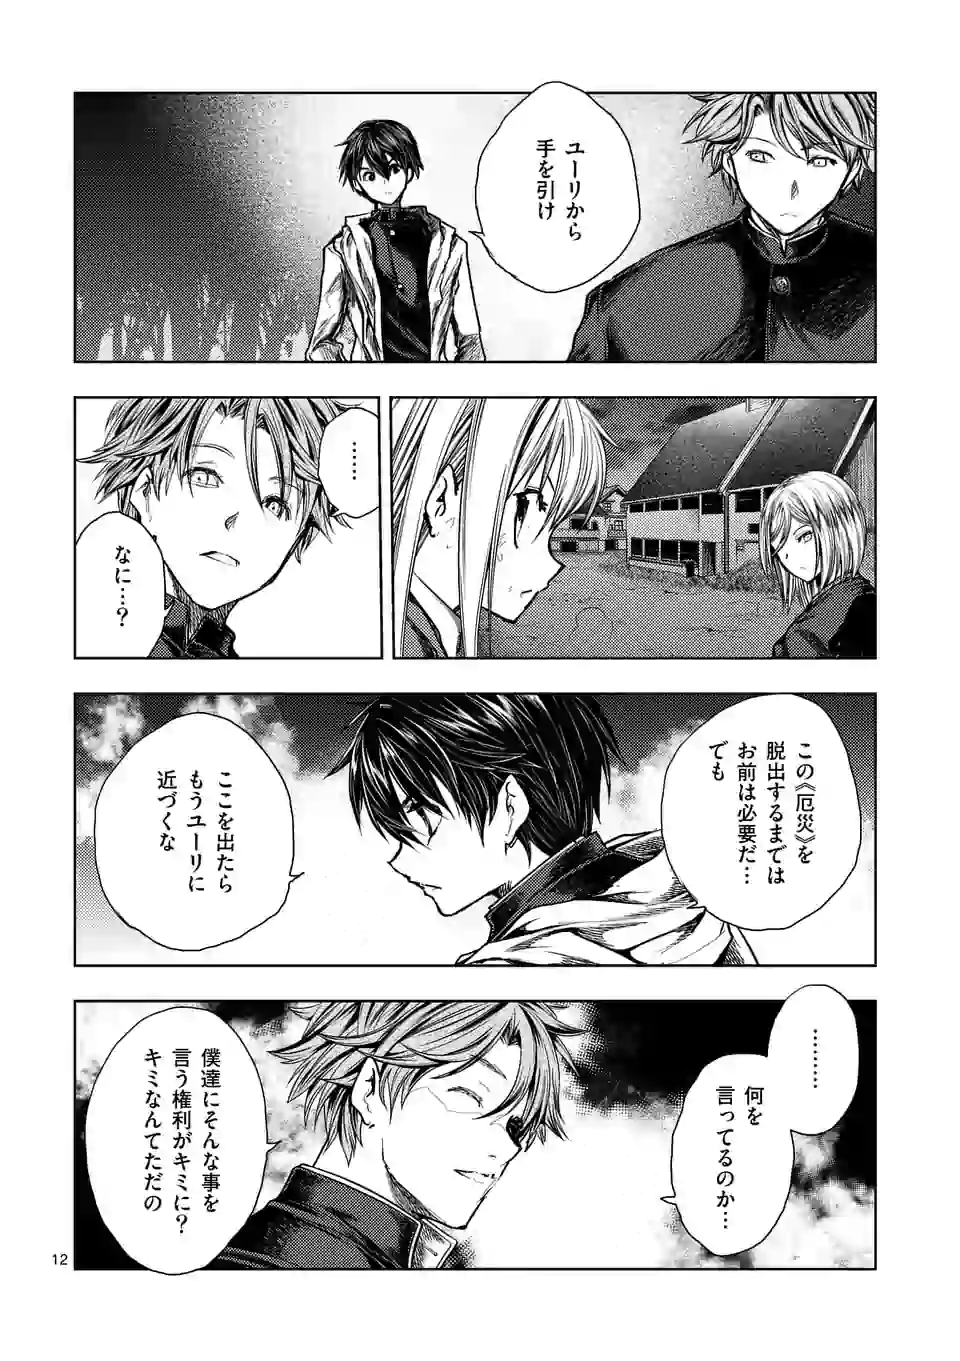 ユーリから
手を引け
……
なに…?
この《厄災》を
脱出するまでは
お前は必要だ…
でも
ここを出たら
もうユーリに
近づくな
………
何を
言ってるのか…
僕達にそんな事を
言う権利がキミに?
キミなんてただの
12